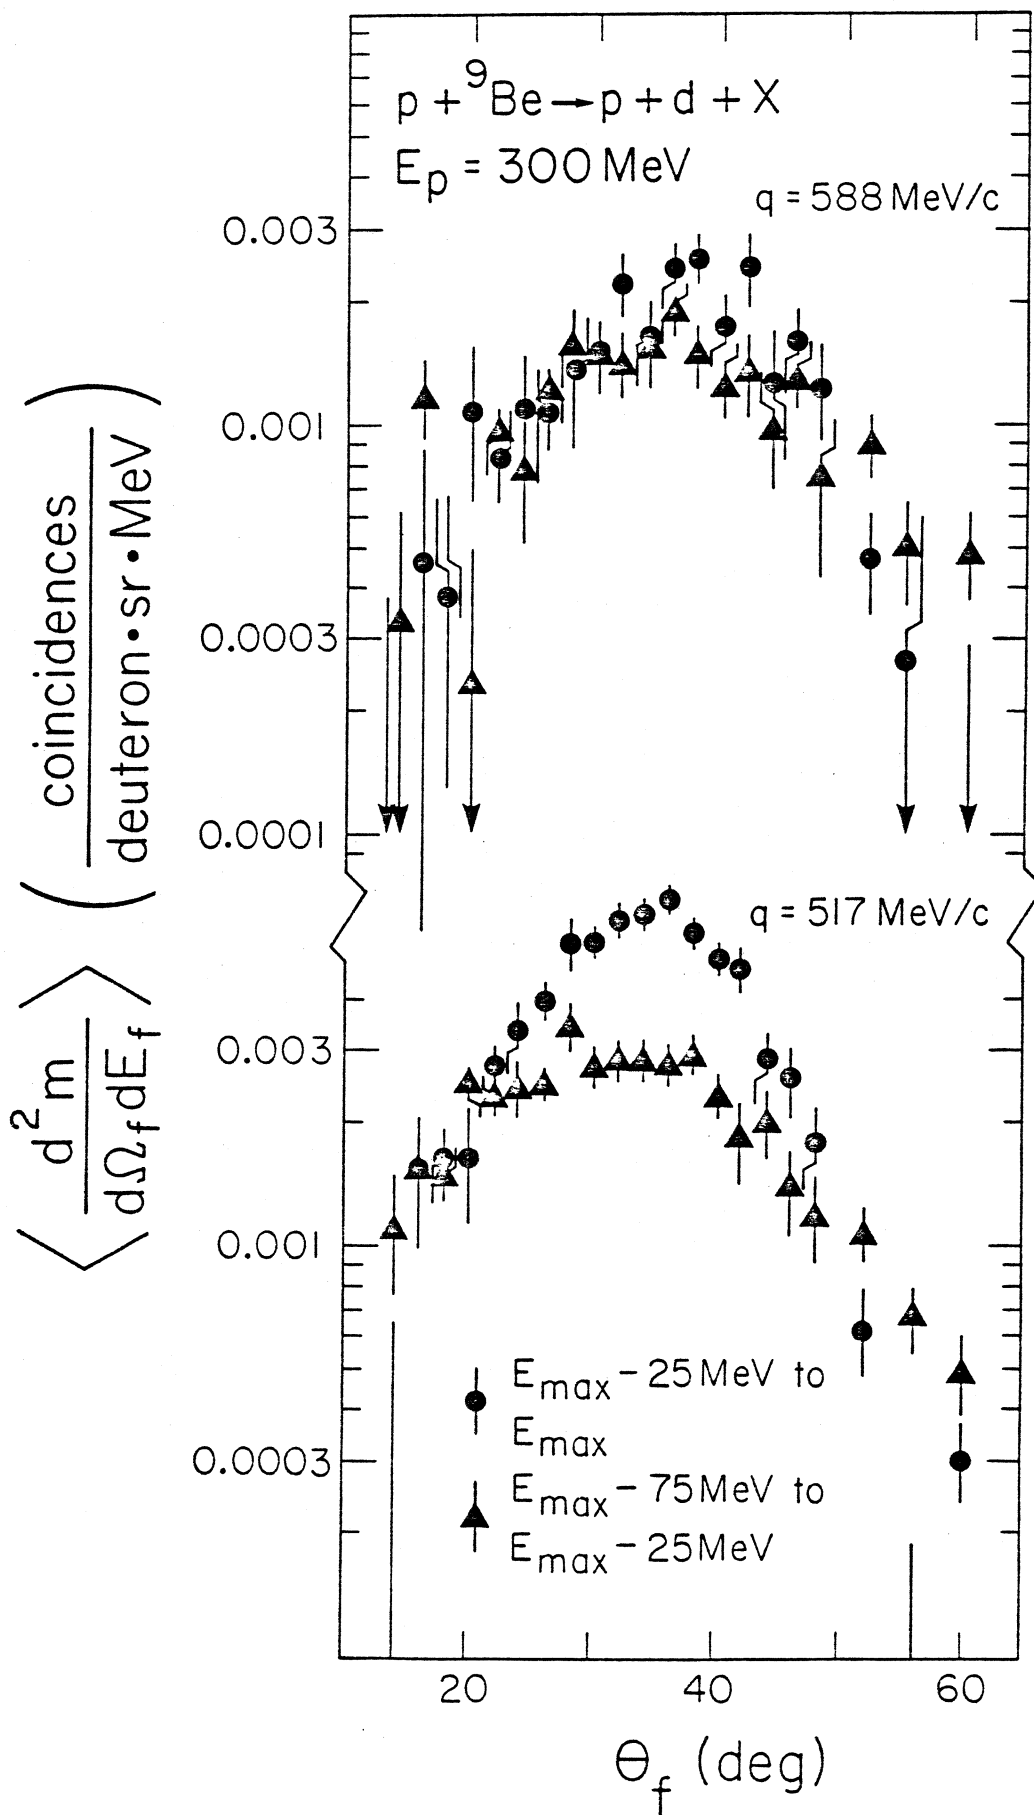 p + ⁹Be → p + d + X
E_p = 300 MeV
q = 588 MeV/c
0.003
0.001
0.0003
0.0001
q = 517 MeV/c
0.003
0.001
0.0003
E_max - 25 MeV to
E_max
E_max - 75 MeV to
E_max - 25 MeV
20 40 60
Θ_f (deg)
⟨ d²m / dΩ_f dE_f ⟩ ( coincidences / deuteron • sr • MeV )